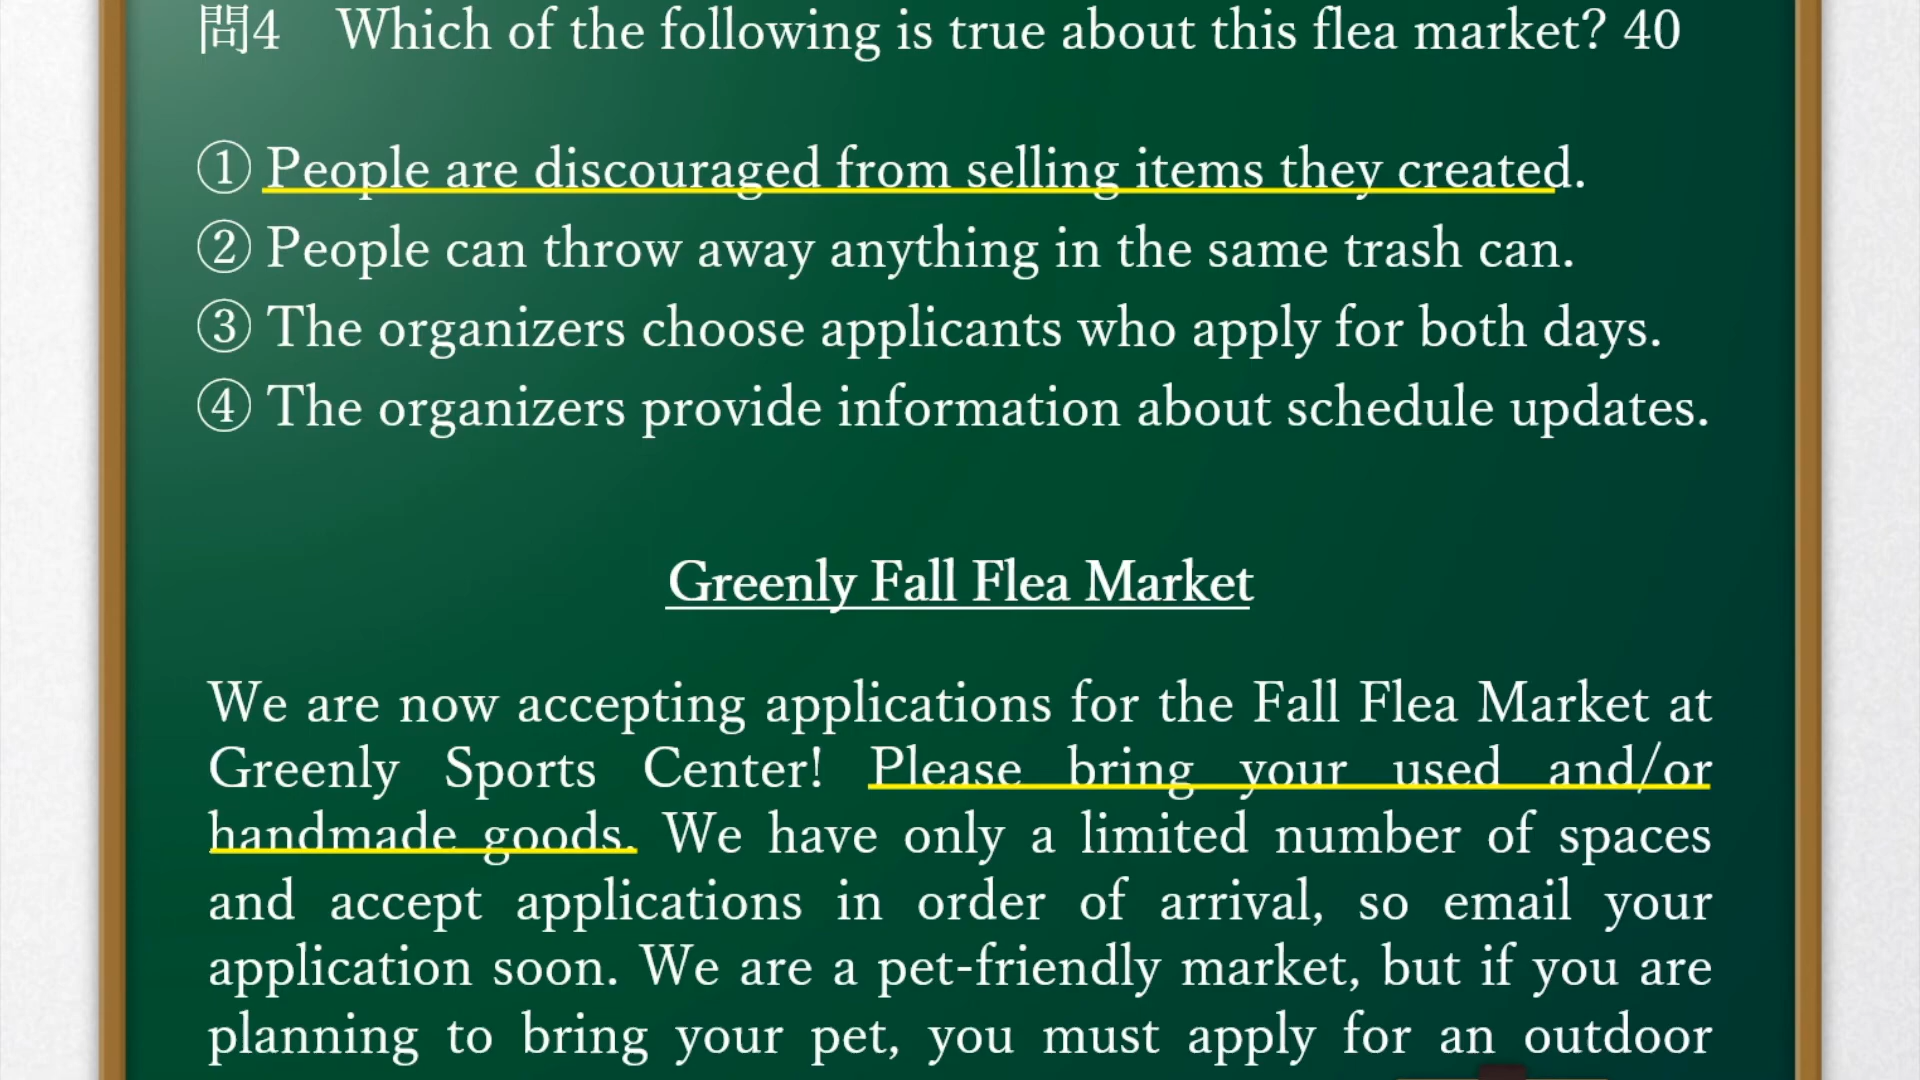 問4 Which of the following is true about this flea market? 40
① People are discouraged from selling items they created.
② People can throw away anything in the same trash can.
③ The organizers choose applicants who apply for both days.
④ The organizers provide information about schedule updates.
Greenly Fall Flea Market
We are now accepting applications for the Fall Flea Market at
Greenly Sports Center! Please bring your used and/or
handmade goods. We have only a limited number of spaces
and accept applications in order of arrival, so email your
application soon. We are a pet-friendly market, but if you are
planning to bring your pet, you must apply for an outdoor